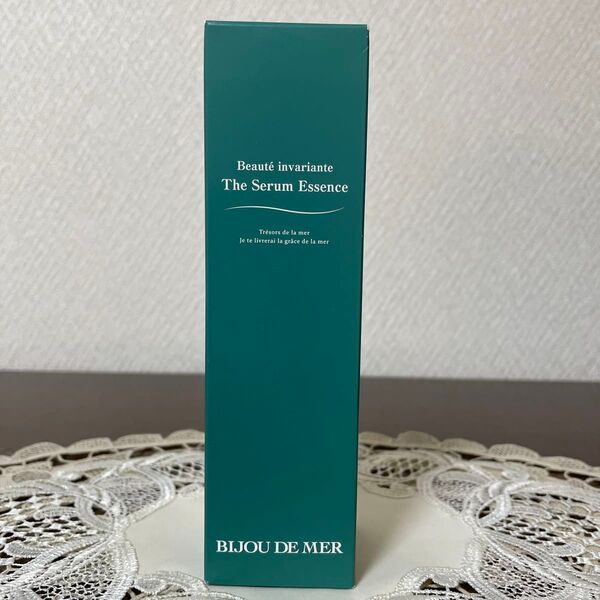 Beauté invariante
The Serum Essence
Trésors de la mer
Je te livrerai la grâce de la mer
BIJOU DE MER